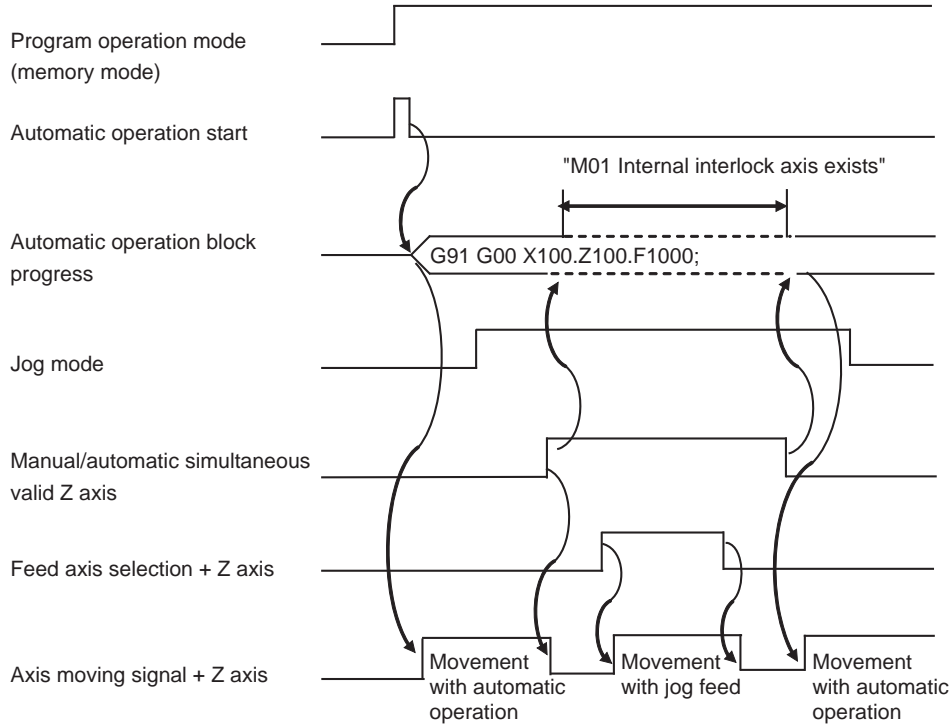 Program operation mode
(memory mode)
Automatic operation start
"M01 Internal interlock axis exists"
Automatic operation block
progress
G91 G00 X100.Z100.F1000;
Jog mode
Manual/automatic simultaneous
valid Z axis
Feed axis selection + Z axis
Axis moving signal + Z axis
Movement
with automatic
operation
Movement
with jog feed
Movement
with automatic
operation